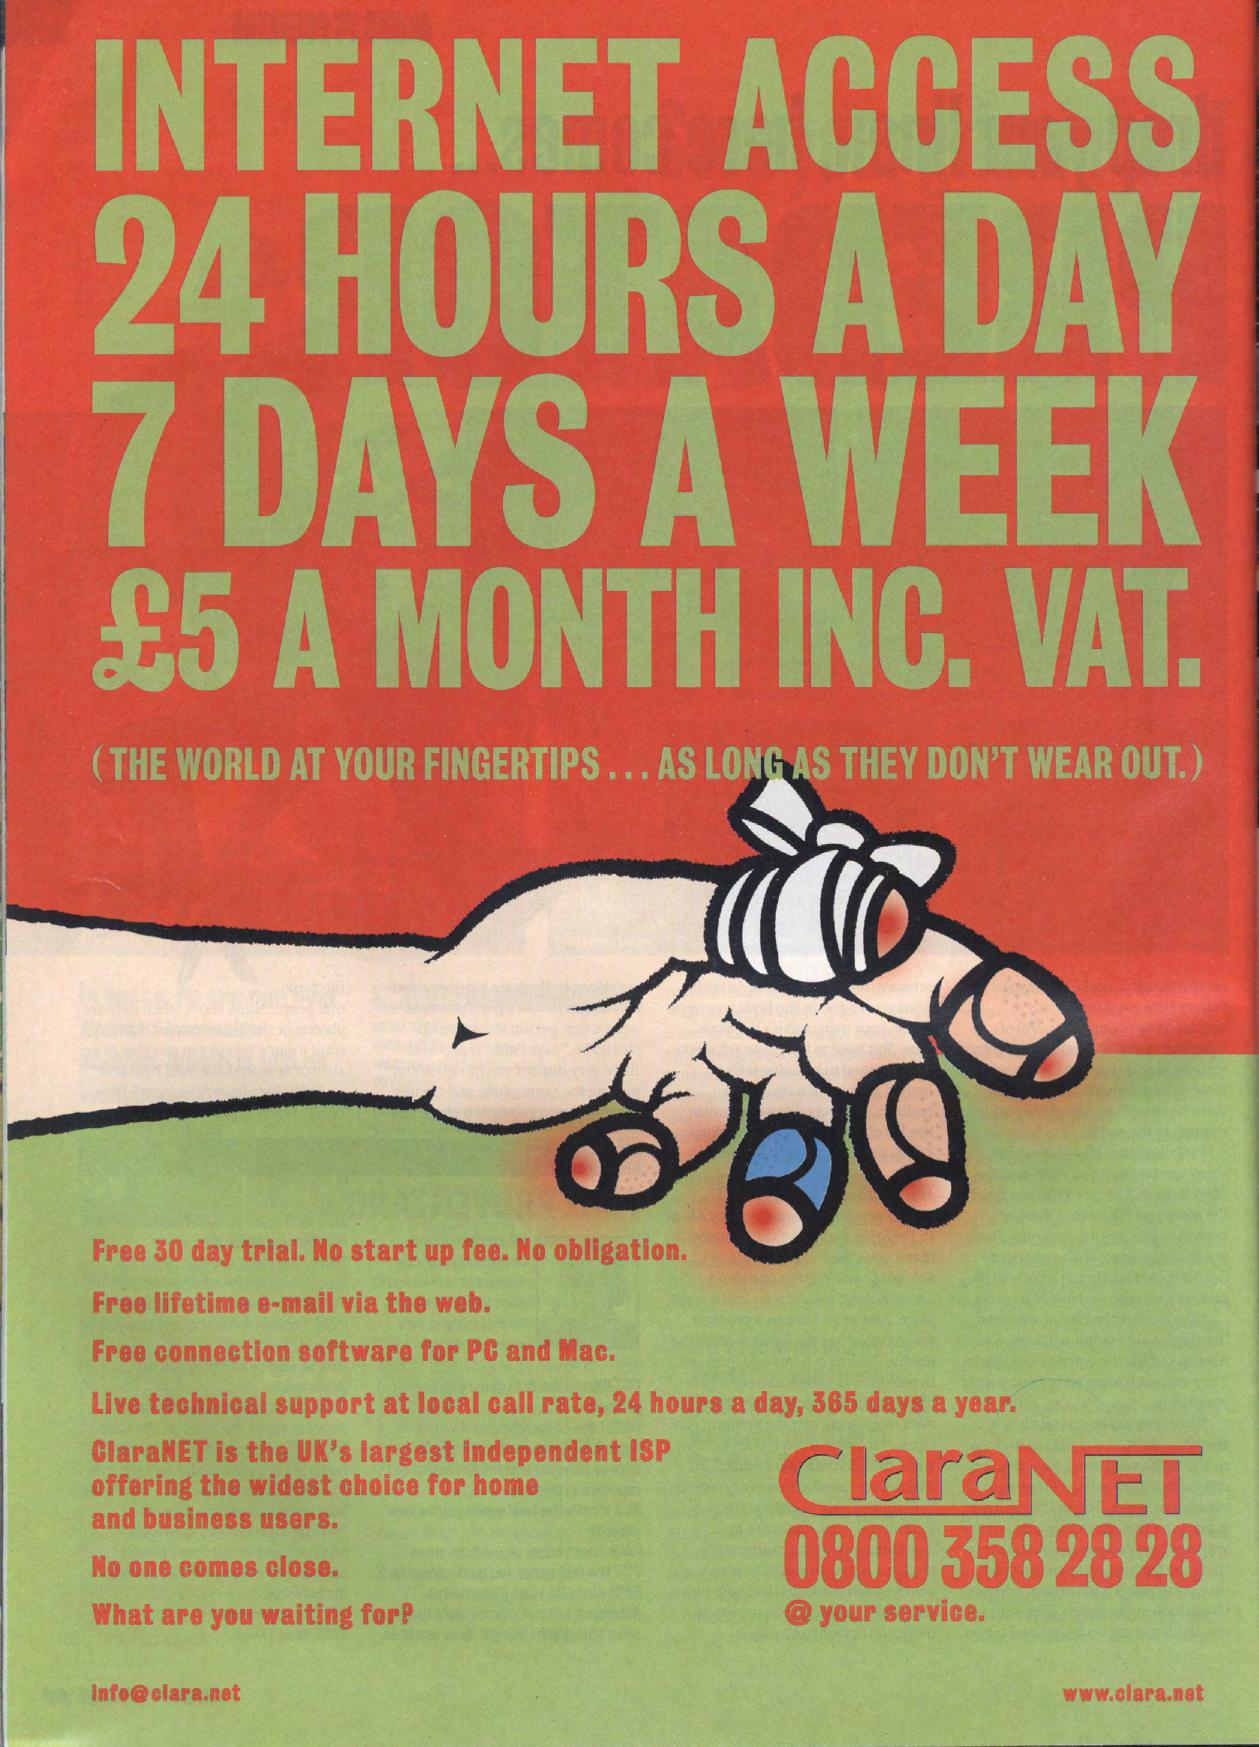 INTERNET ACCESS
24 HOURS A DAY
7 DAYS A WEEK
£5 A MONTH INC. VAT.
(THE WORLD AT YOUR FINGERTIPS... AS LONG AS THEY DON'T WEAR OUT.)
Free 30 day trial. No start up fee. No obligation.
Free lifetime e-mail via the web.
Free connection software for PC and Mac.
Live technical support at local call rate, 24 hours a day, 365 days a year.
ClaraNET is the UK's largest independent ISP
offering the widest choice for home
and business users.
No one comes close.
What are you waiting for?
ClaraNET
0800 358 28 28
@ your service.
info@clara.net
www.clara.net